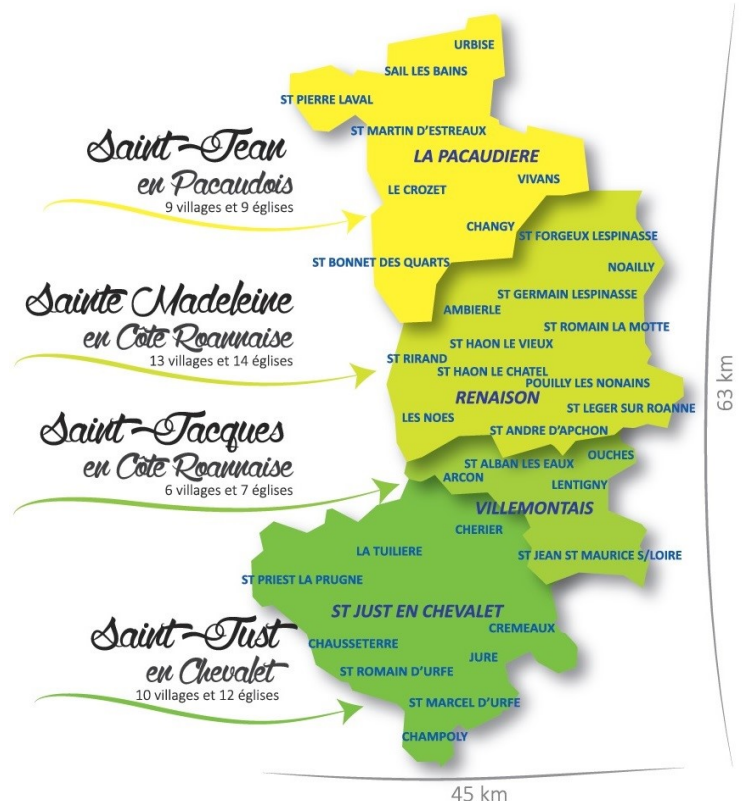 URBISE
SAIL LES BAINS
ST PIERRE LAVAL
ST MARTIN D'ESTREAUX
LA PACAUDIERE
VIVANS
LE CROZET
CHANGY
ST BONNET DES QUARTS
Saint-Jean
en Pacaudois
9 villages et 9 églises
ST FORGEUX LESPINASSE
NOAILLY
ST GERMAIN LESPINASSE
AMBIERLE
ST ROMAIN LA MOTTE
ST HAON LE VIEUX
ST RIRAND
ST HAON LE CHATEL
POUILLY LES NONAINS
RENAISON
ST LEGER SUR ROANNE
LES NOES
ST ANDRE D'APCHON
Sainte Madeleine
en Côte Roannaise
13 villages et 14 églises
OUCHES
ST ALBAN LES EAUX
ARCON
LENTIGNY
VILLEMONTAIS
ST JEAN ST MAURICE S/LOIRE
Saint-Jacques
en Côte Roannaise
6 villages et 7 églises
CHERIER
LA TUILIERE
ST PRIEST LA PRUGNE
ST JUST EN CHEVALET
CREMEAUX
CHAUSSETERRE
JURE
ST ROMAIN D'URFE
ST MARCEL D'URFE
CHAMPOLY
Saint-Just
en Chevalet
10 villages et 12 églises
63 km
45 km